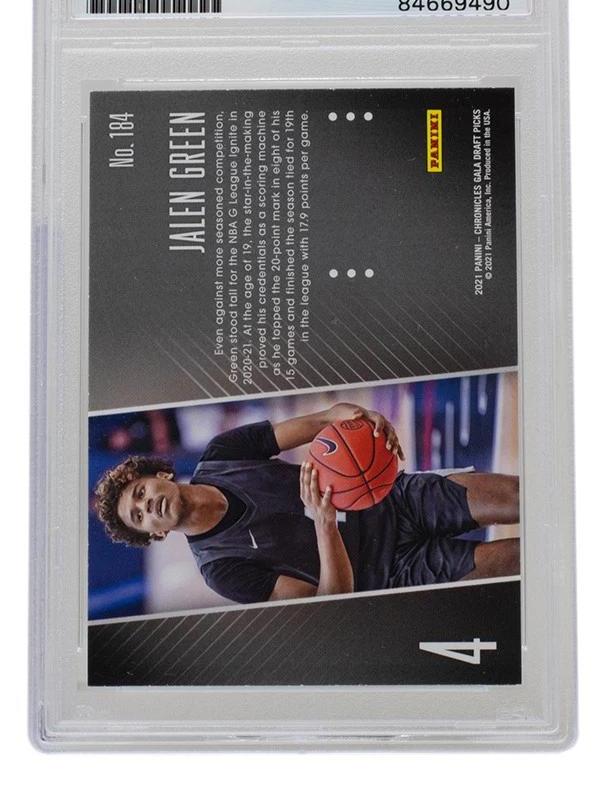 84669490
No. 184
JALEN GREEN
Even against more seasoned competition,
Green stood tall for the NBA G League Ignite in
2020-21. At the age of 19, the star-in-the-making
proved his credentials as a scoring machine
as he topped the 20-point mark in eight of his
15 games and finished the season tied for 19th
in the league with 17.9 points per game.
PANINI
2021 PANINI – CHRONICLES GALA DRAFT PICKS
© 2021 Panini America, Inc. Produced in the USA.
4